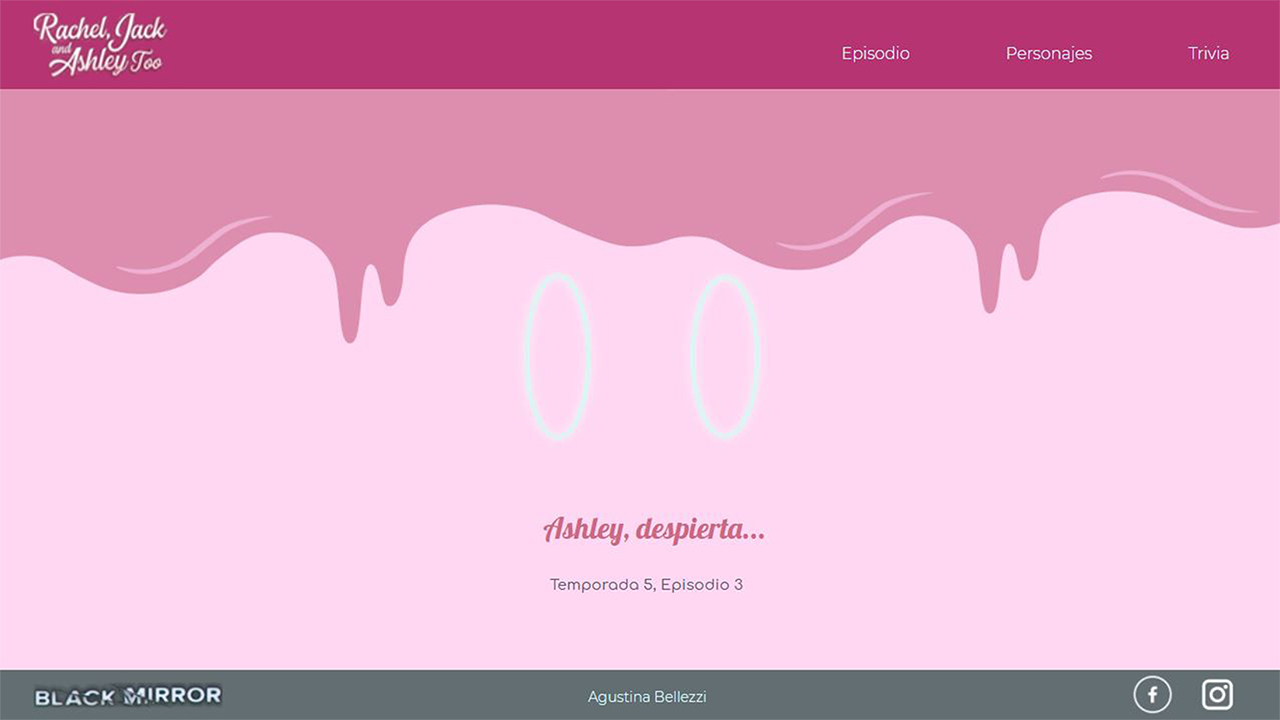 Rachel, Jack
and
Ashley Too
Episodio
Personajes
Trivia
Ashley, despierta...
Temporada 5, Episodio 3
BLACK MIRROR
Agustina Bellezzi